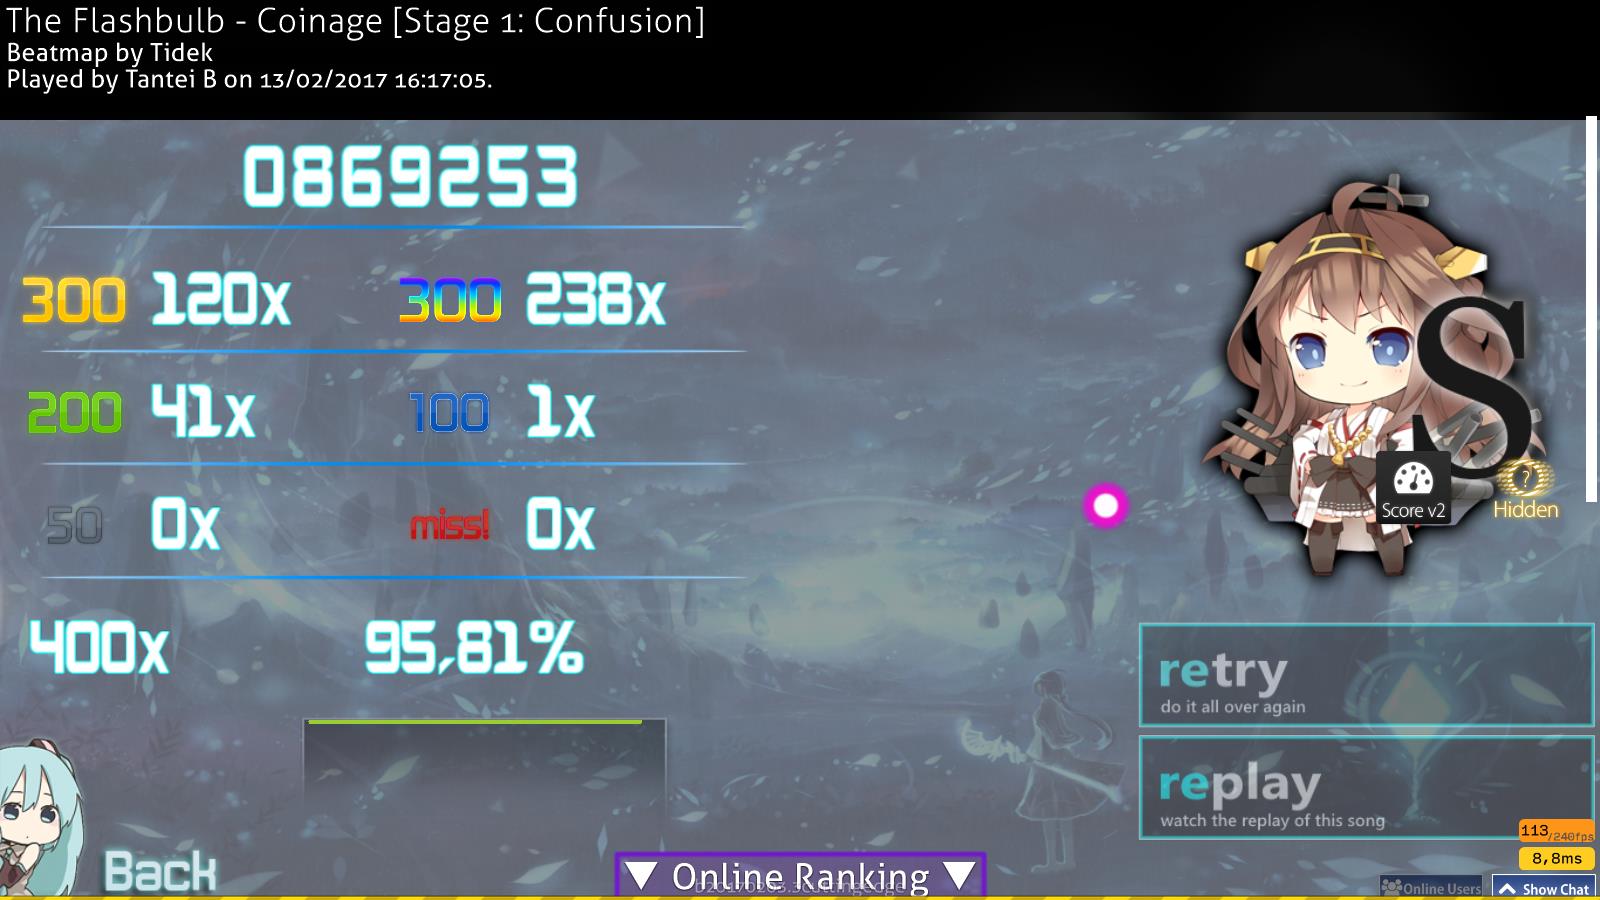 The Flashbulb - Coinage [Stage 1: Confusion]
Beatmap by Tidek
Played by Tantei B on 13/02/2017 16:17:05.
0869253
300 120x 300 238x
200 41x 100 1x
50 0x miss! 0x
400x 95,81%
S
Score v2
? Hidden
retry
do it all over again
replay
watch the replay of this song
113/240fps
8,8ms
Back
▼ Online Ranking ▼
b20170203.3cuttingedge
Online Users
Show Chat